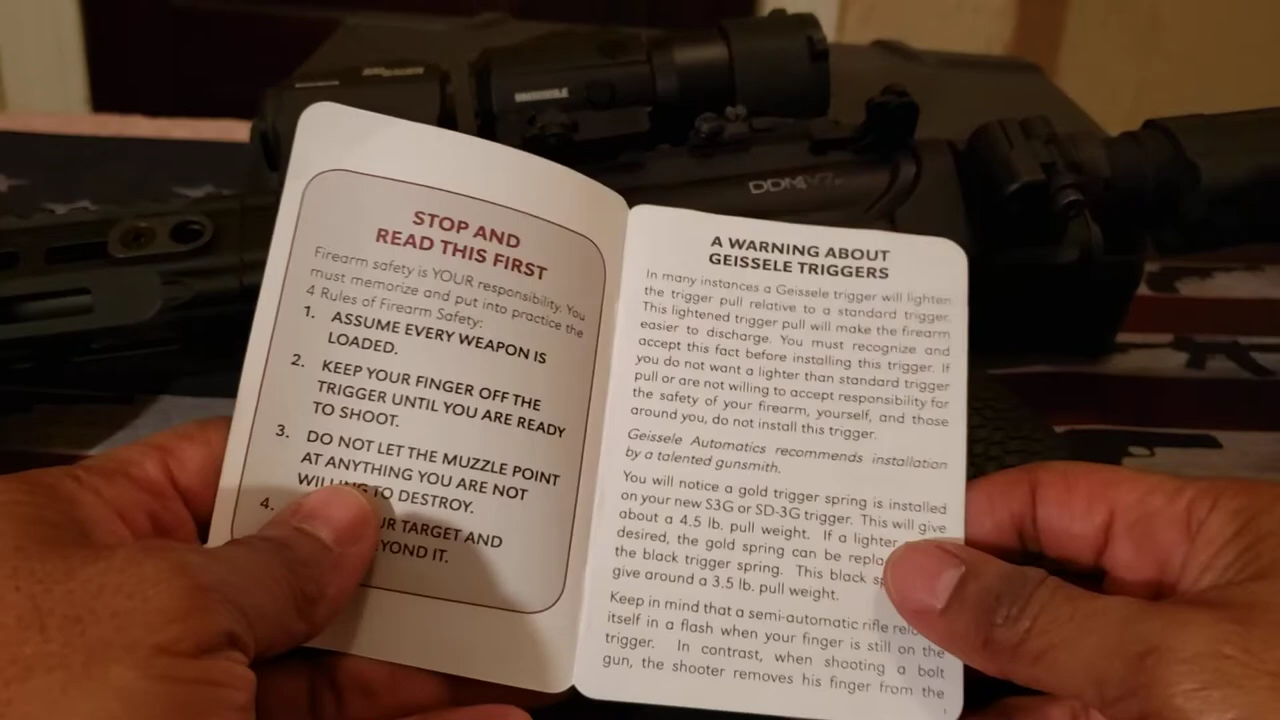 DDM4V7
STOP AND
READ THIS FIRST
Firearm safety is YOUR responsibility. You
must memorize and put into practice the
4 Rules of Firearm Safety:
1. ASSUME EVERY WEAPON IS
LOADED.
2. KEEP YOUR FINGER OFF THE
TRIGGER UNTIL YOU ARE READY
TO SHOOT.
3. DO NOT LET THE MUZZLE POINT
AT ANYTHING YOU ARE NOT
WILLING TO DESTROY.
4. UR TARGET AND
YOND IT.
A WARNING ABOUT
GEISSELE TRIGGERS
In many instances a Geissele trigger will lighten
the trigger pull relative to a standard trigger.
This lightened trigger pull will make the firearm
easier to discharge. You must recognize and
accept this fact before installing this trigger. If
you do not want a lighter than standard trigger
pull or are not willing to accept responsibility for
the safety of your firearm, yourself, and those
around you, do not install this trigger.
Geissele Automatics recommends installation
by a talented gunsmith.
You will notice a gold trigger spring is installed
on your new S3G or SD-3G trigger. This will give
about a 4.5 lb. pull weight. If a lighter
desired, the gold spring can be repla
the black trigger spring. This black sp
give around a 3.5 lb. pull weight.
Keep in mind that a semi-automatic rifle relo
itself in a flash when your finger is still on the
trigger. In contrast, when shooting a bolt
gun, the shooter removes his finger from the
1